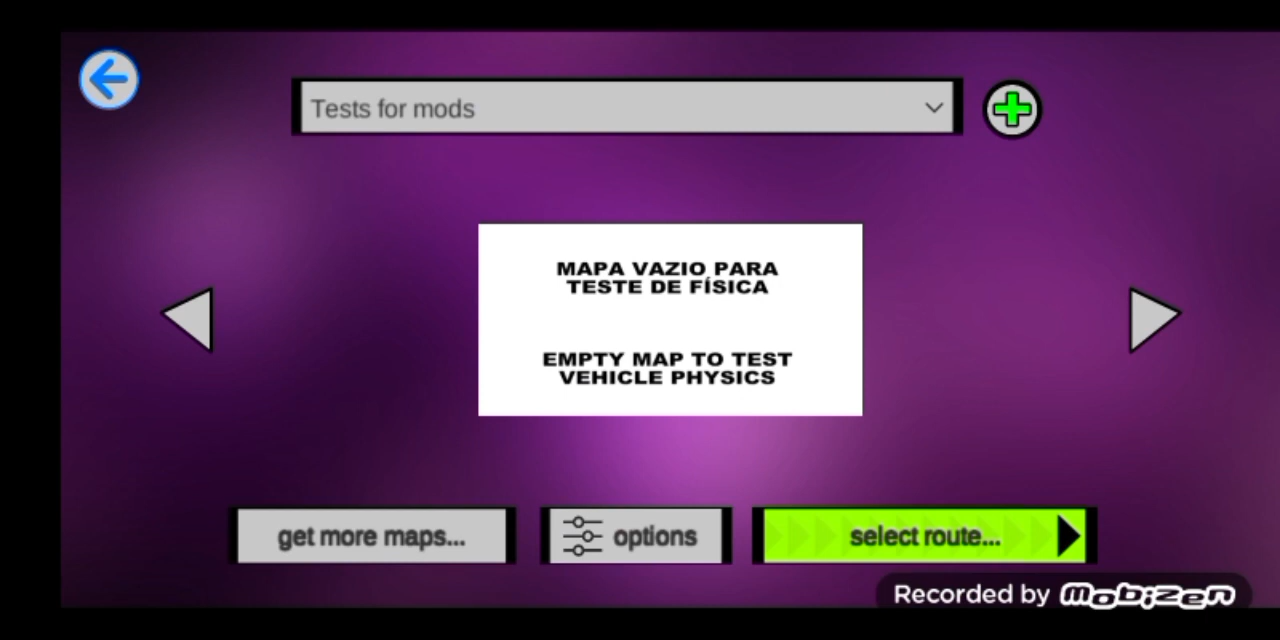 Tests for mods
MAPA VAZIO PARA
TESTE DE FÍSICA
EMPTY MAP TO TEST
VEHICLE PHYSICS
get more maps...
options
select route...
Recorded by mobizen